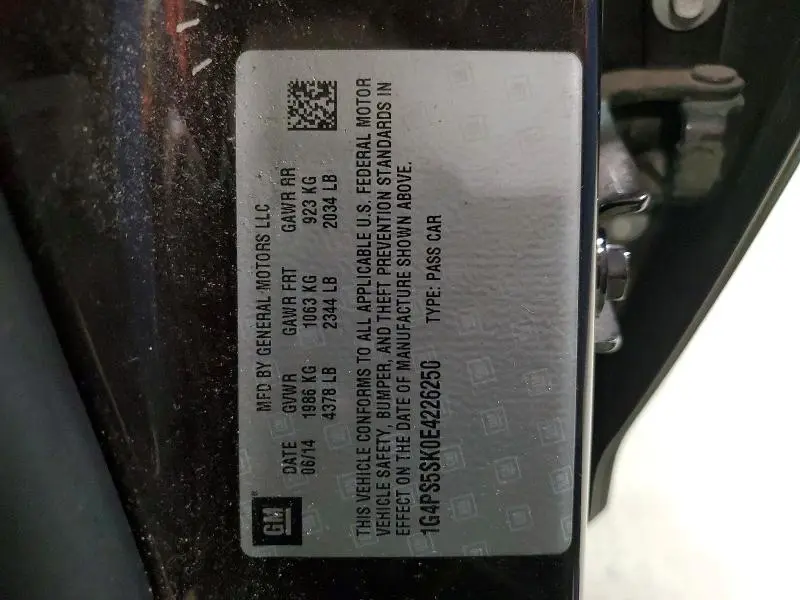 GM
MFD BY GENERAL MOTORS LLC
DATE GVWR GAWR FRT GAWR RR
06/14 1986 KG 1063 KG 923 KG
4378 LB 2344 LB 2034 LB
THIS VEHICLE CONFORMS TO ALL APPLICABLE U.S. FEDERAL MOTOR
VEHICLE SAFETY, BUMPER, AND THEFT PREVENTION STANDARDS IN
EFFECT ON THE DATE OF MANUFACTURE SHOWN ABOVE.
1G4PS5SK0E4226250 TYPE: PASS CAR